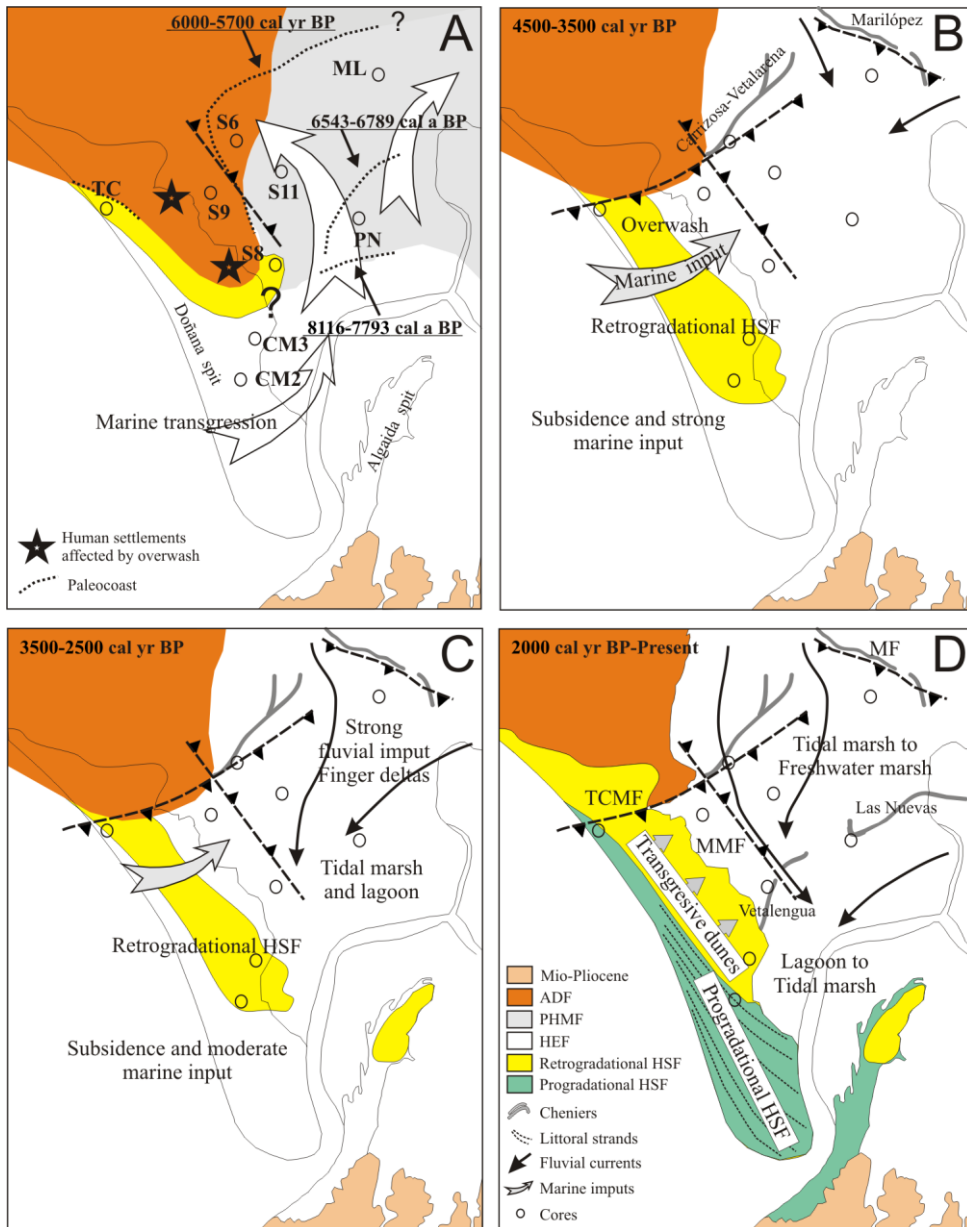 6000-5700 cal yr BP
?
A
ML
6543-6789 cal a BP
S6
S11
TC
S9
PN
S8
?
8116-7793 cal a BP
Doñana spit
CM3
CM2
Marine transgression
Algaida spit
Human settlements
affected by overwash
Paleocoast
4500-3500 cal yr BP
Marilópez
B
Carrizosa-Vetalarena
Overwash
Marine input
Retrogradational HSF
Subsidence and strong
marine input
3500-2500 cal yr BP
C
Strong
fluvial imput
Finger deltas
Tidal marsh
and lagoon
Retrogradational HSF
Subsidence and moderate
marine input
2000 cal yr BP-Present
MF
D
Tidal marsh to
Freshwater marsh
TCMF
Las Nuevas
MMF
Transgresive dunes
Vetalengua
Lagoon to
Tidal marsh
Progradational HSF
Mio-Pliocene
ADF
PHMF
HEF
Retrogradational HSF
Progradational HSF
Cheniers
Littoral strands
Fluvial currents
Marine imputs
Cores